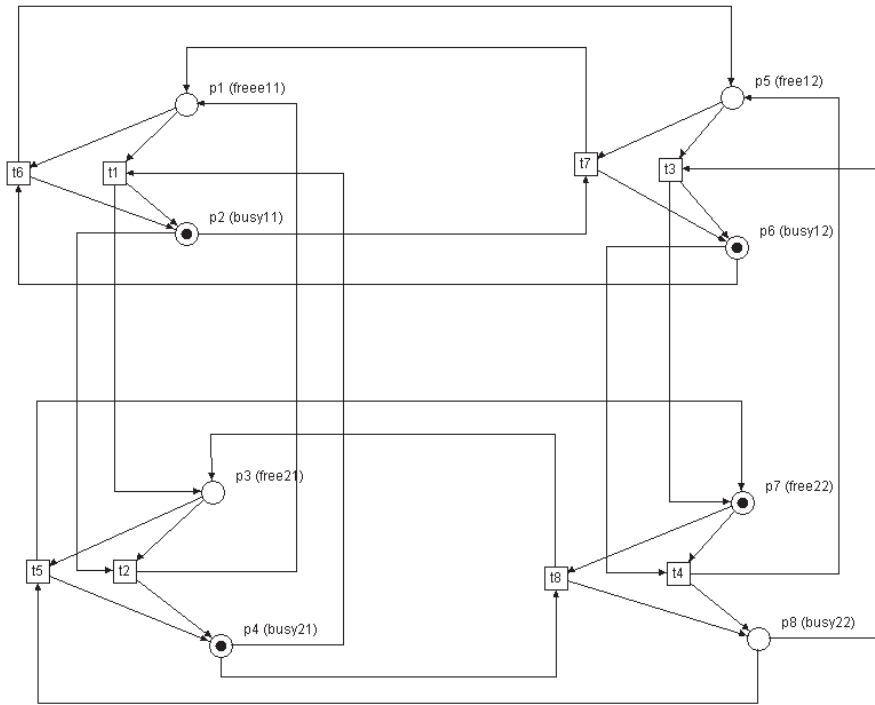 p5 (free12)
p1 (freee11)
t6
t1
t7
t3
p2 (busy11)
p6 (busy12)
p3 (free21)
p7 (free22)
t5
t2
t8
t4
p4 (busy21)
p8 (busy22)